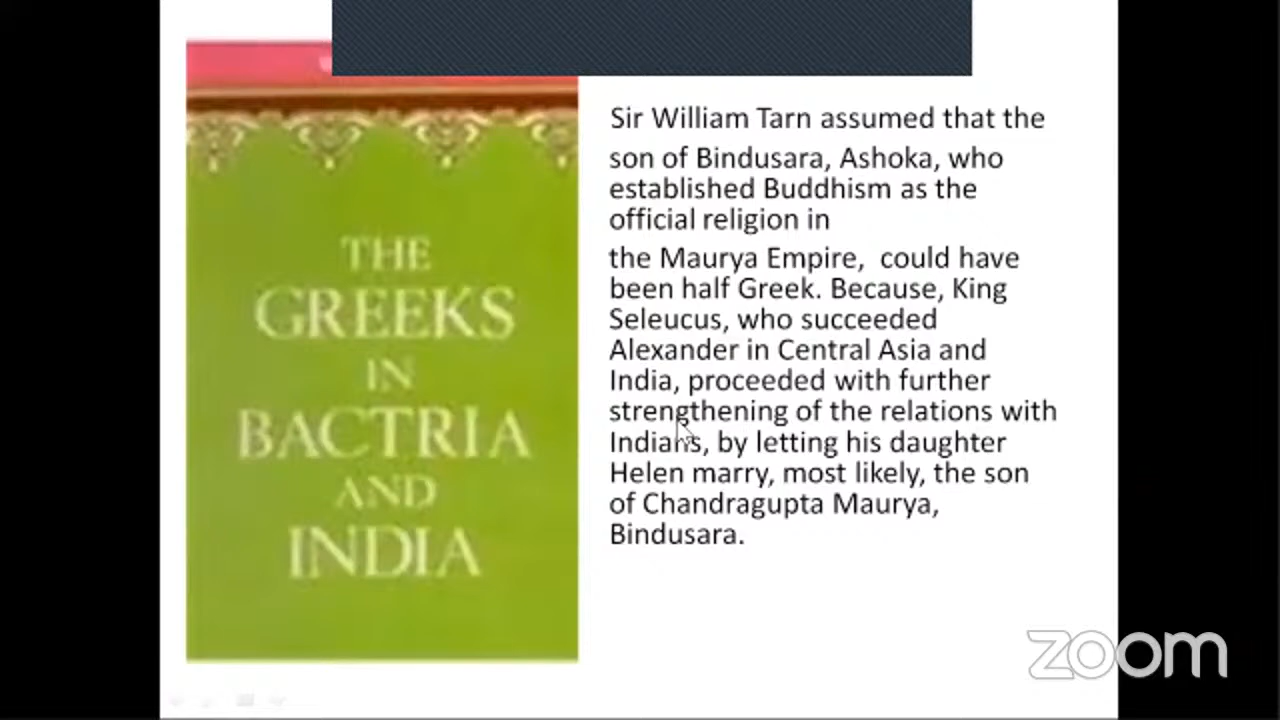 THE
GREEKS
IN
BACTRIA
AND
INDIA
Sir William Tarn assumed that the
son of Bindusara, Ashoka, who
established Buddhism as the
official religion in
the Maurya Empire,  could have
been half Greek. Because, King
Seleucus, who succeeded
Alexander in Central Asia and
India, proceeded with further
strengthening of the relations with
Indians, by letting his daughter
Helen marry, most likely, the son
of Chandragupta Maurya,
Bindusara.
zoom